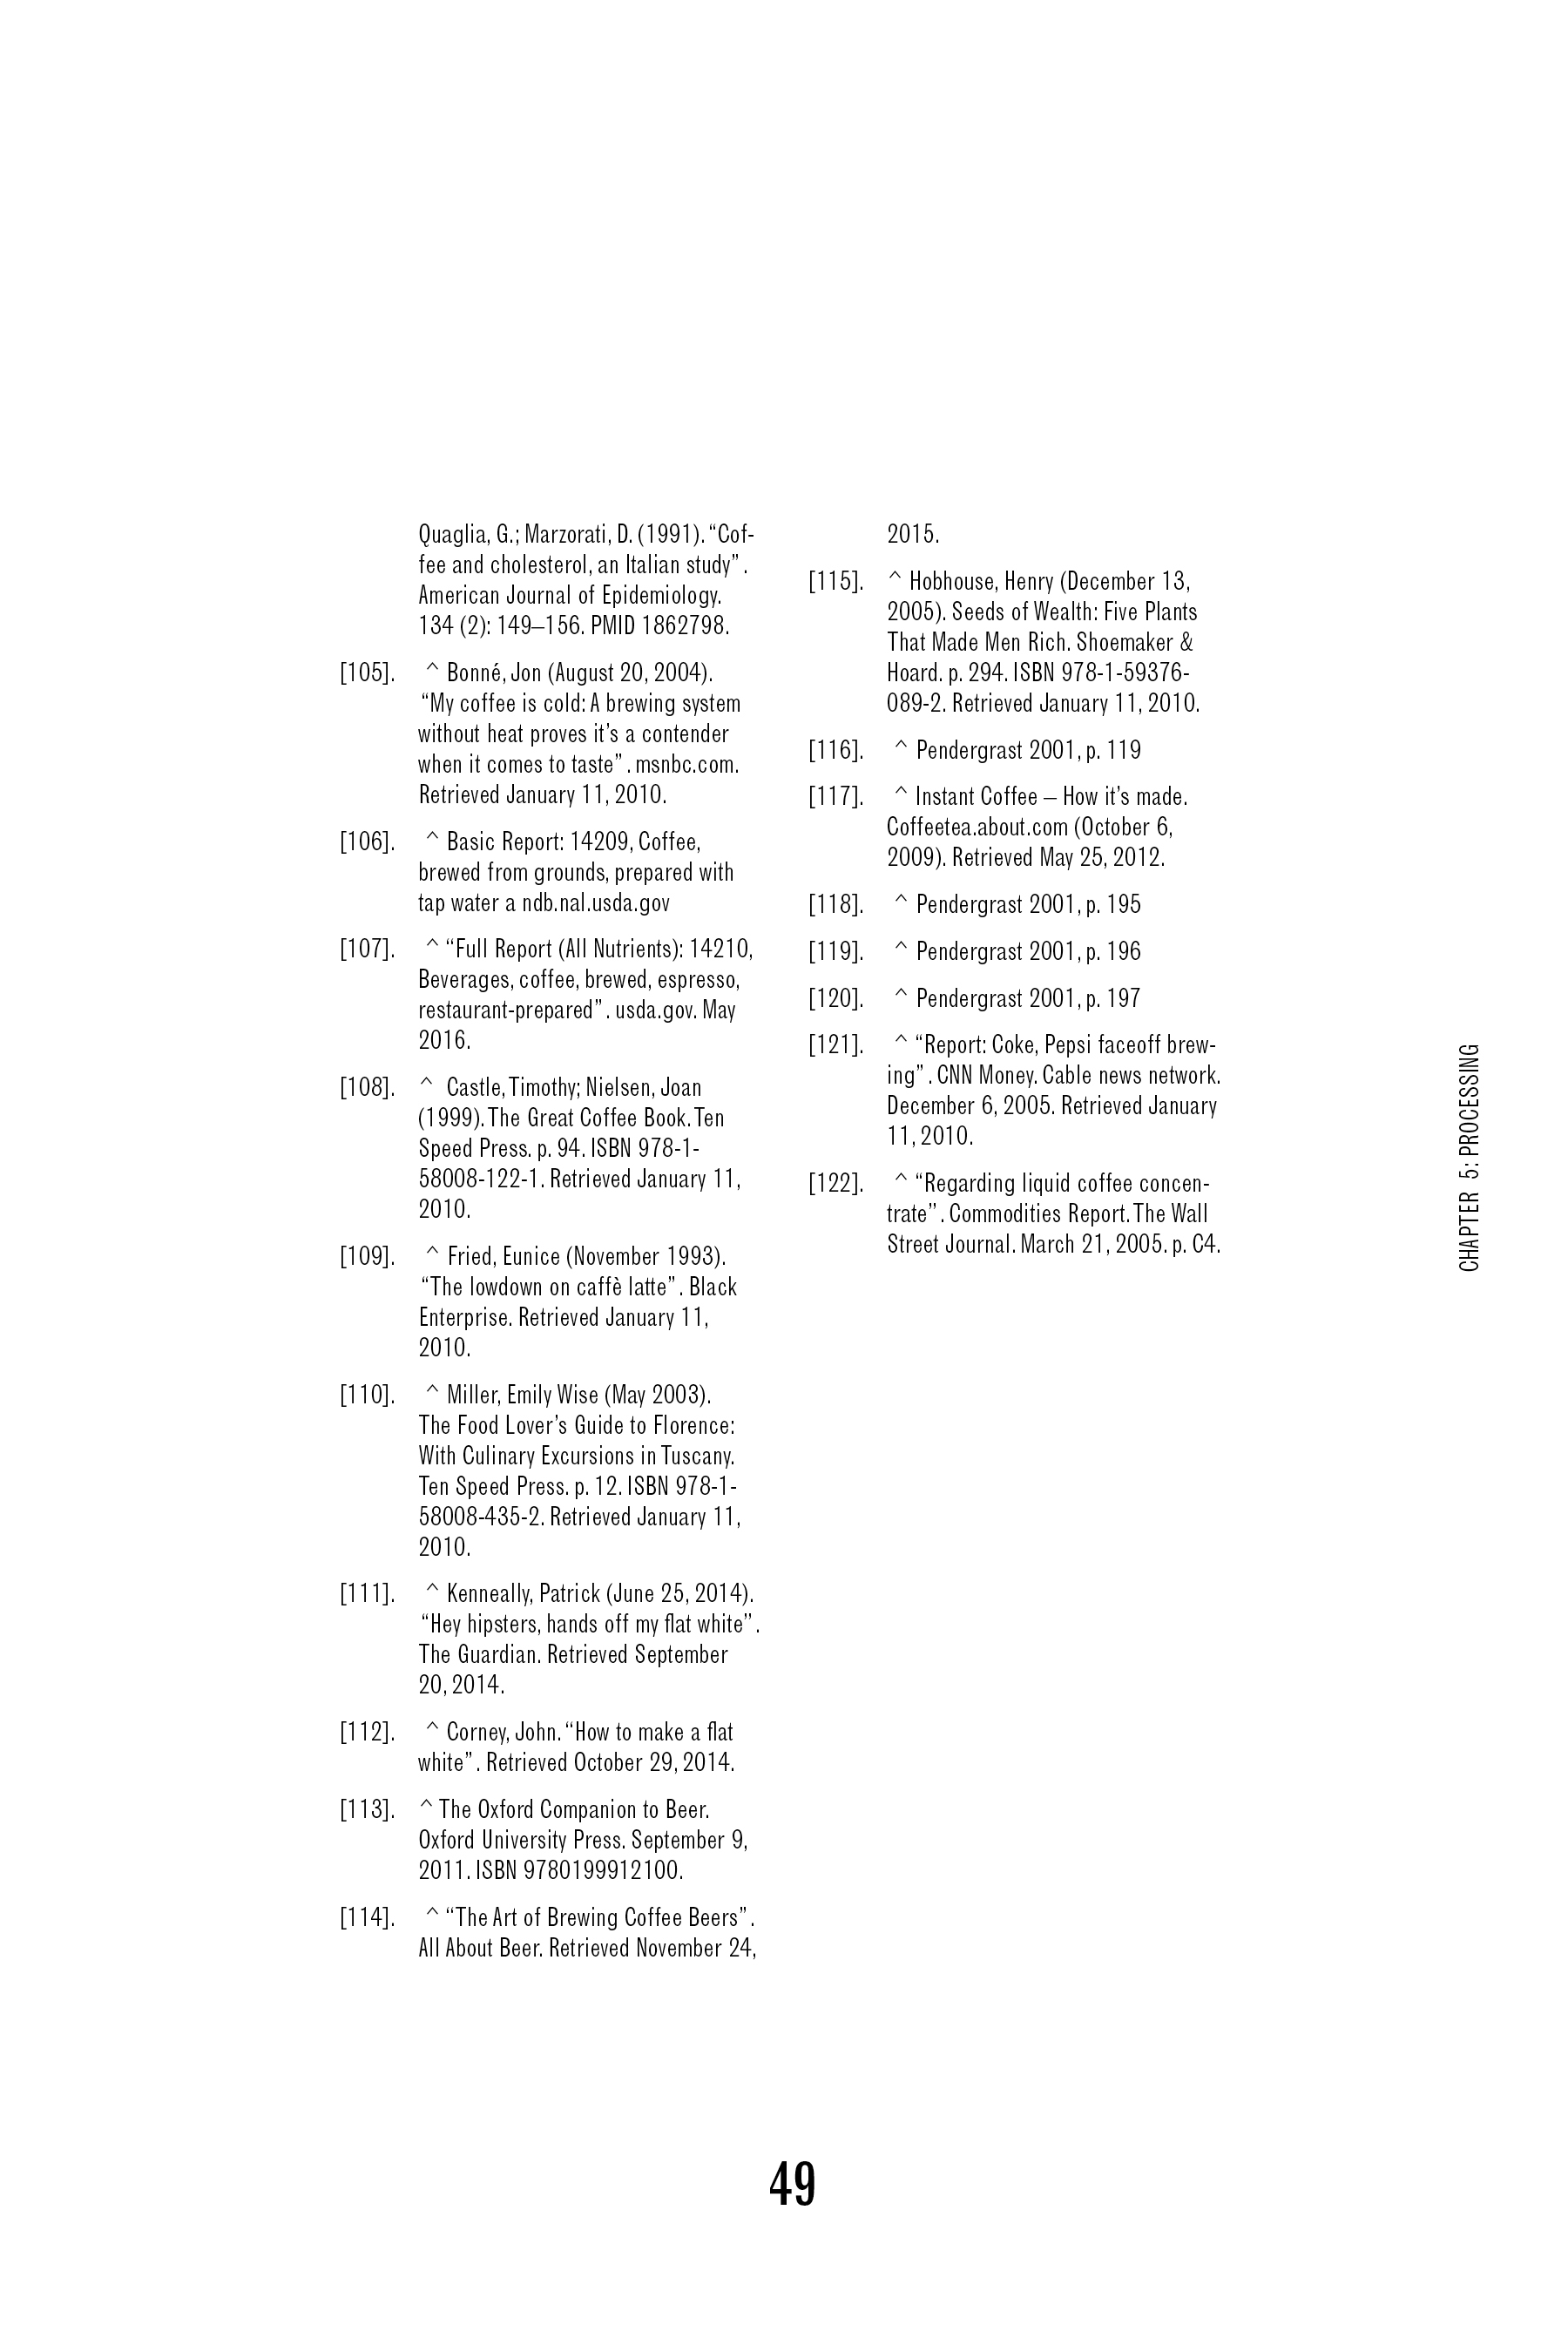 Quaglia, G.; Marzorati, D. (1991). “Cof-
fee and cholesterol, an Italian study”.
American Journal of Epidemiology.
134 (2): 149–156. PMID 1862798.
[105]. ^ Bonné, Jon (August 20, 2004).
“My coffee is cold: A brewing system
without heat proves it’s a contender
when it comes to taste”. msnbc.com.
Retrieved January 11, 2010.
[106]. ^ Basic Report: 14209, Coffee,
brewed from grounds, prepared with
tap water a ndb.nal.usda.gov
[107]. ^ “Full Report (All Nutrients): 14210,
Beverages, coffee, brewed, espresso,
restaurant-prepared”. usda.gov. May
2016.
[108]. ^ Castle, Timothy; Nielsen, Joan
(1999). The Great Coffee Book. Ten
Speed Press. p. 94. ISBN 978-1-
58008-122-1. Retrieved January 11,
2010.
[109]. ^ Fried, Eunice (November 1993).
“The lowdown on caffè latte”. Black
Enterprise. Retrieved January 11,
2010.
[110]. ^ Miller, Emily Wise (May 2003).
The Food Lover’s Guide to Florence:
With Culinary Excursions in Tuscany.
Ten Speed Press. p. 12. ISBN 978-1-
58008-435-2. Retrieved January 11,
2010.
[111]. ^ Kenneally, Patrick (June 25, 2014).
“Hey hipsters, hands off my flat white”.
The Guardian. Retrieved September
20, 2014.
[112]. ^ Corney, John. “How to make a flat
white”. Retrieved October 29, 2014.
[113]. ^ The Oxford Companion to Beer.
Oxford University Press. September 9,
2011. ISBN 9780199912100.
[114]. ^ “The Art of Brewing Coffee Beers”.
All About Beer. Retrieved November 24,
2015.
[115]. ^ Hobhouse, Henry (December 13,
2005). Seeds of Wealth: Five Plants
That Made Men Rich. Shoemaker &
Hoard. p. 294. ISBN 978-1-59376-
089-2. Retrieved January 11, 2010.
[116]. ^ Pendergrast 2001, p. 119
[117]. ^ Instant Coffee – How it’s made.
Coffeetea.about.com (October 6,
2009). Retrieved May 25, 2012.
[118]. ^ Pendergrast 2001, p. 195
[119]. ^ Pendergrast 2001, p. 196
[120]. ^ Pendergrast 2001, p. 197
[121]. ^ “Report: Coke, Pepsi faceoff brew-
ing”. CNN Money. Cable news network.
December 6, 2005. Retrieved January
11, 2010.
[122]. ^ “Regarding liquid coffee concen-
trate”. Commodities Report. The Wall
Street Journal. March 21, 2005. p. C4.
CHAPTER 5: PROCESSING
49